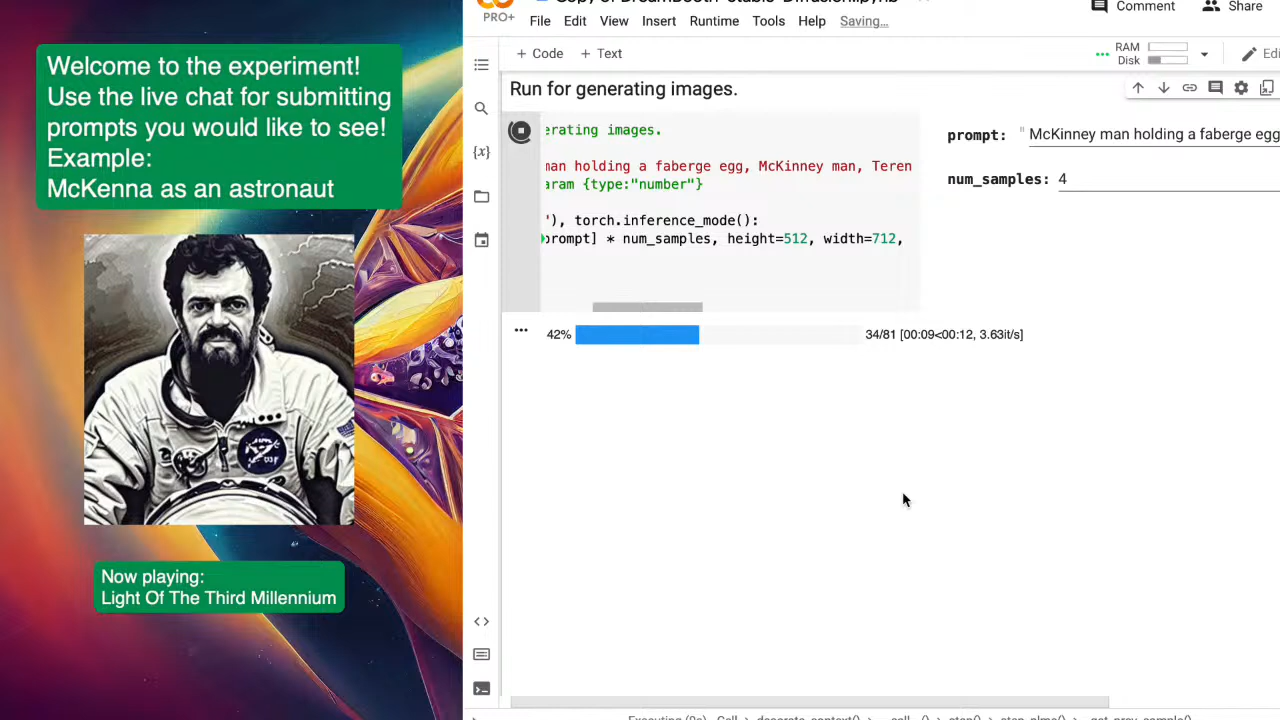 Welcome to the experiment!
Use the live chat for submitting
prompts you would like to see!
Example:
McKenna as an astronaut
Now playing:
Light Of The Third Millennium
PRO+
File Edit View Insert Runtime Tools Help Saving...
Comment Share
+ Code + Text
RAM
Disk
Run for generating images.
erating images.
man holding a faberge egg, McKinney man, Teren
aram {type:"number"}
'), torch.inference_mode():
prompt] * num_samples, height=512, width=712,
prompt: " McKinney man holding a faberge egg
num_samples: 4
42% 34/81 [00:09<00:12, 3.63it/s]